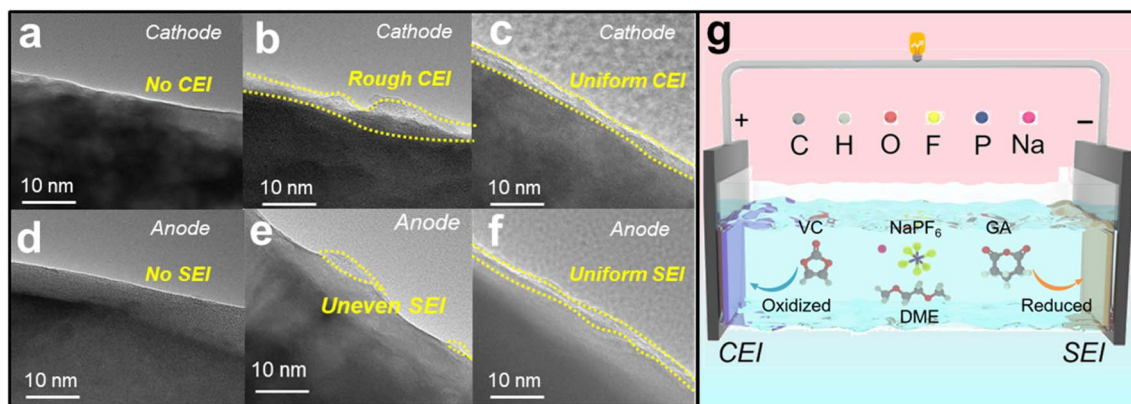 a
Cathode
No CEI
10 nm
b
Cathode
Rough CEI
10 nm
c
Cathode
Uniform CEI
10 nm
d
Anode
No SEI
10 nm
e
Anode
Uneven SEI
10 nm
f
Anode
Uniform SEI
10 nm
g
+ −
C H O F P Na
VC NaPF₆ GA
Oxidized DME Reduced
CEI SEI